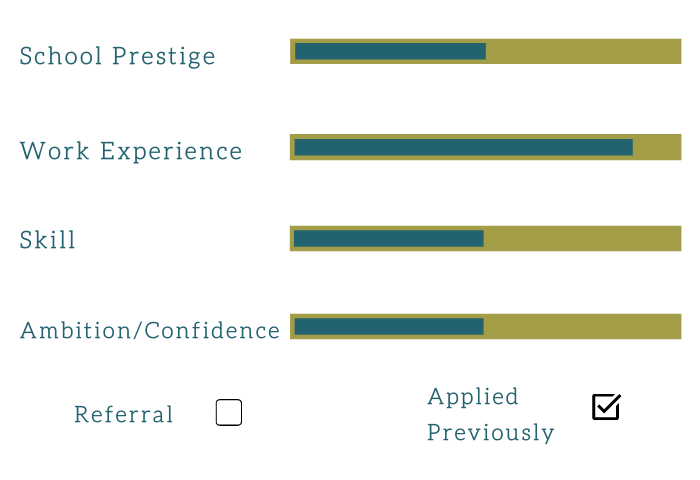 School Prestige
Work Experience
Skill
Ambition/Confidence
Referral
Applied
Previously